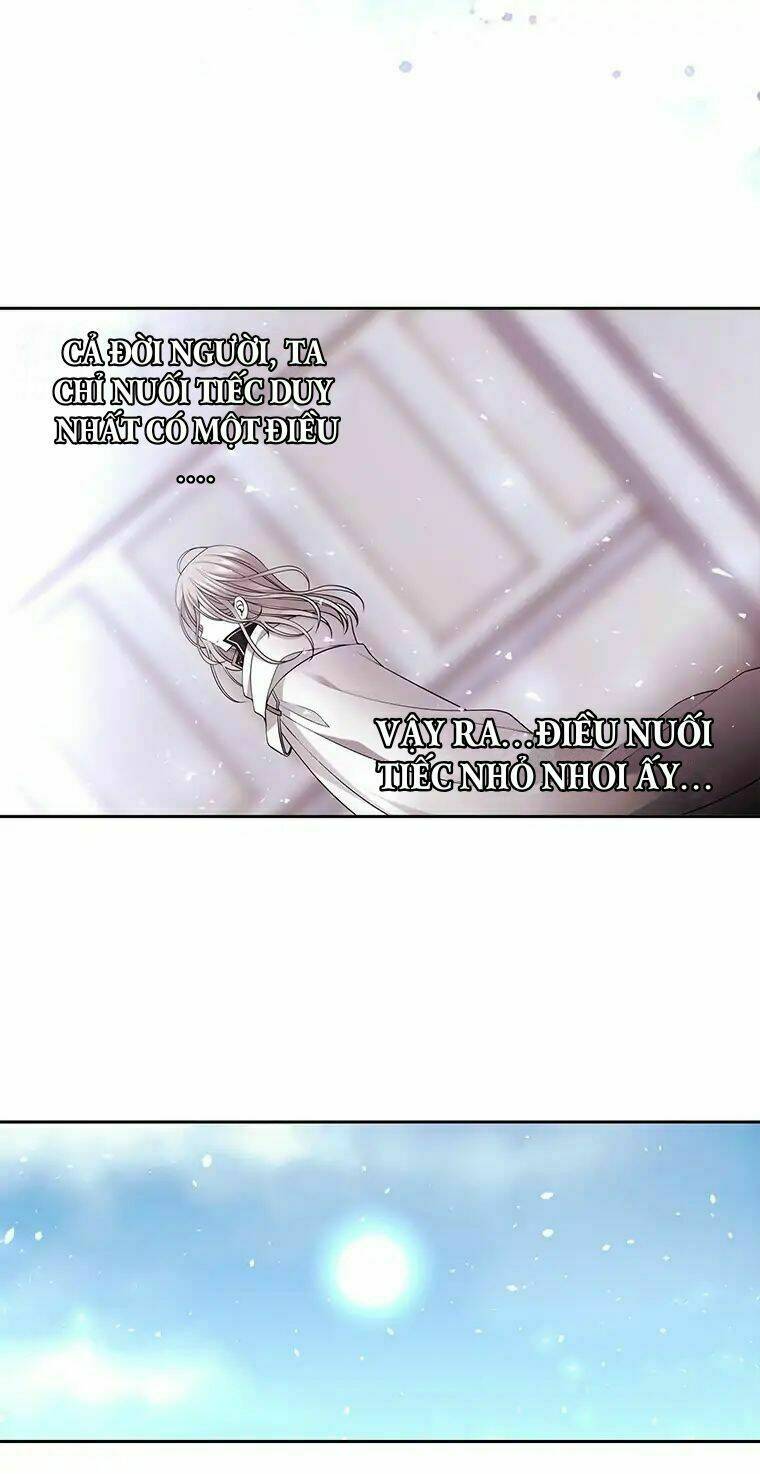 CẢ ĐỜI NGƯỜI, TA
CHỈ NUỐI TIẾC DUY
NHẤT CÓ MỘT ĐIỀU
....
VẬY RA...ĐIỀU NUỐI
TIẾC NHỎ NHOI ẤY...